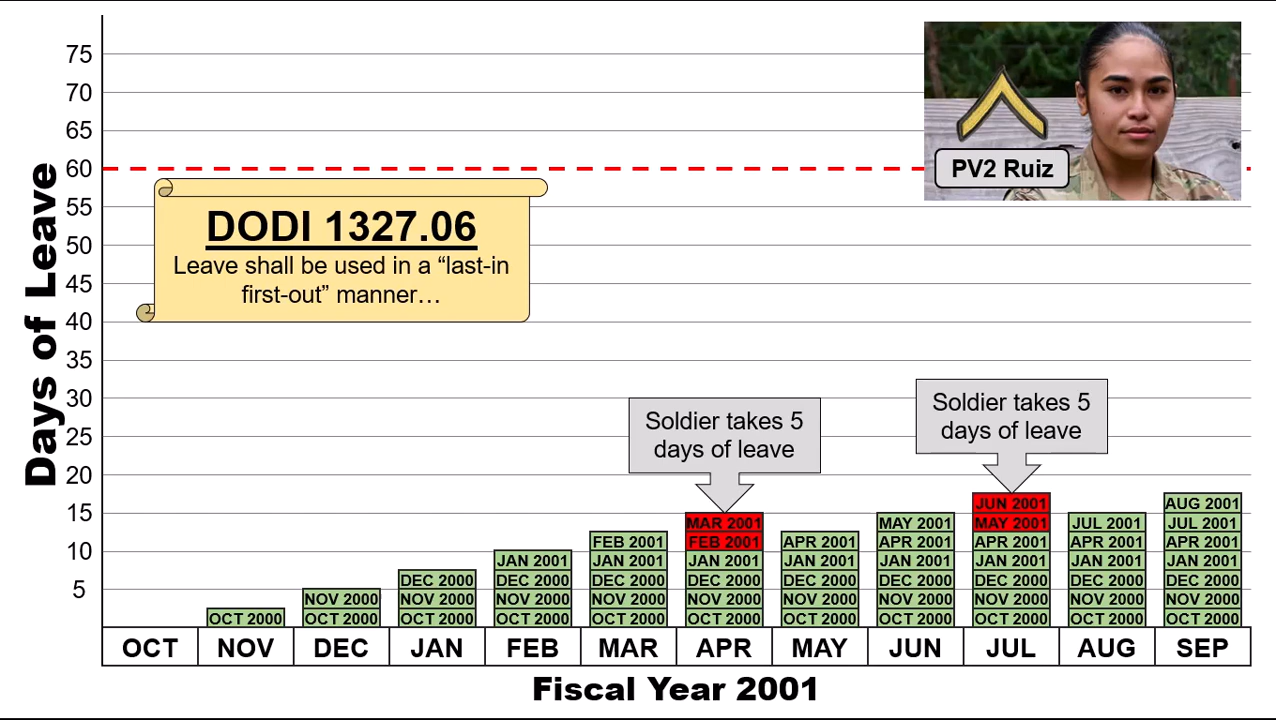 75
70
65
60
55
50
45
40
35
30
25
20
15
10
5
Days of Leave
PV2 Ruiz
DODI 1327.06
Leave shall be used in a “last-in
first-out” manner…
Soldier takes 5
days of leave
Soldier takes 5
days of leave
OCT 2000
NOV 2000
OCT 2000
DEC 2000
NOV 2000
OCT 2000
JAN 2001
DEC 2000
NOV 2000
OCT 2000
FEB 2001
JAN 2001
DEC 2000
NOV 2000
OCT 2000
MAR 2001
FEB 2001
JAN 2001
DEC 2000
NOV 2000
OCT 2000
APR 2001
JAN 2001
DEC 2000
NOV 2000
OCT 2000
MAY 2001
APR 2001
JAN 2001
DEC 2000
NOV 2000
OCT 2000
JUN 2001
MAY 2001
APR 2001
JAN 2001
DEC 2000
NOV 2000
OCT 2000
JUL 2001
APR 2001
JAN 2001
DEC 2000
NOV 2000
OCT 2000
AUG 2001
JUL 2001
APR 2001
JAN 2001
DEC 2000
NOV 2000
OCT 2000
OCT NOV DEC JAN FEB MAR APR MAY JUN JUL AUG SEP
Fiscal Year 2001